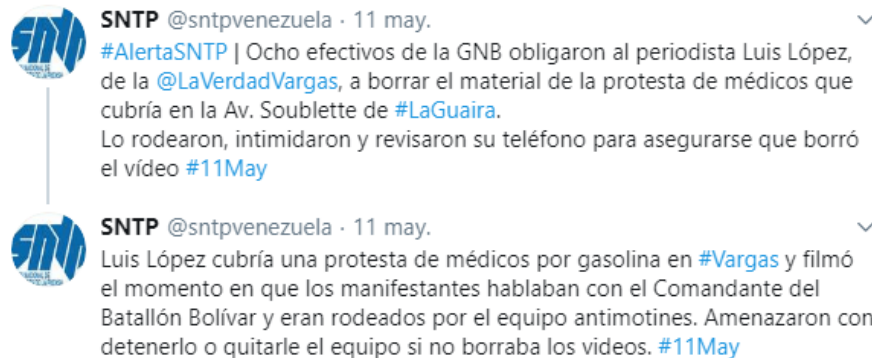 SNTP @sntpvenezuela · 11 may.
#AlertaSNTP | Ocho efectivos de la GNB obligaron al periodista Luis López,
de la @LaVerdadVargas, a borrar el material de la protesta de médicos que
cubría en la Av. Soublette de #LaGuaira.
Lo rodearon, intimidaron y revisaron su teléfono para asegurarse que borró
el vídeo #11May
SNTP @sntpvenezuela · 11 may.
Luis López cubría una protesta de médicos por gasolina en #Vargas y filmó
el momento en que los manifestantes hablaban con el Comandante del
Batallón Bolívar y eran rodeados por el equipo antimotines. Amenazaron con
detenerlo o quitarle el equipo si no borraba los videos. #11May